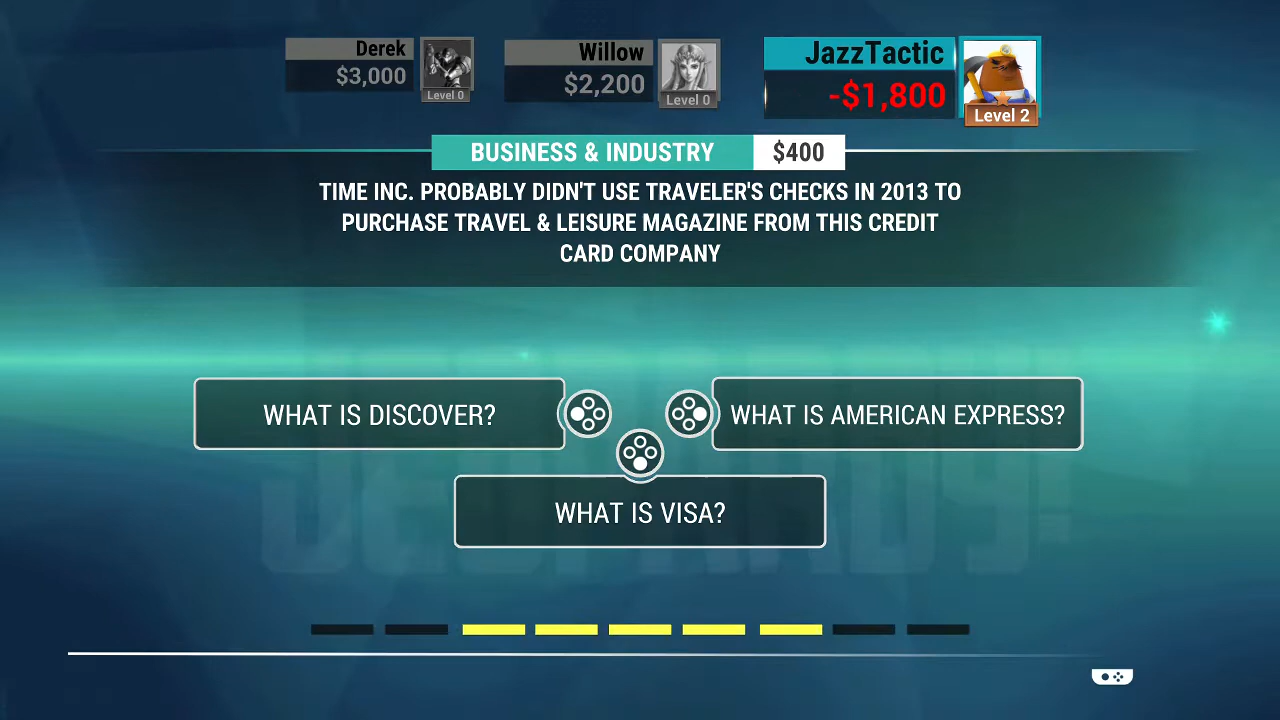 Derek
$3,000
Level 0
Willow
$2,200
Level 0
JazzTactic
-$1,800
Level 2
BUSINESS & INDUSTRY $400
TIME INC. PROBABLY DIDN'T USE TRAVELER'S CHECKS IN 2013 TO
PURCHASE TRAVEL & LEISURE MAGAZINE FROM THIS CREDIT
CARD COMPANY
WHAT IS DISCOVER?
WHAT IS AMERICAN EXPRESS?
WHAT IS VISA?
JEOPARDY!